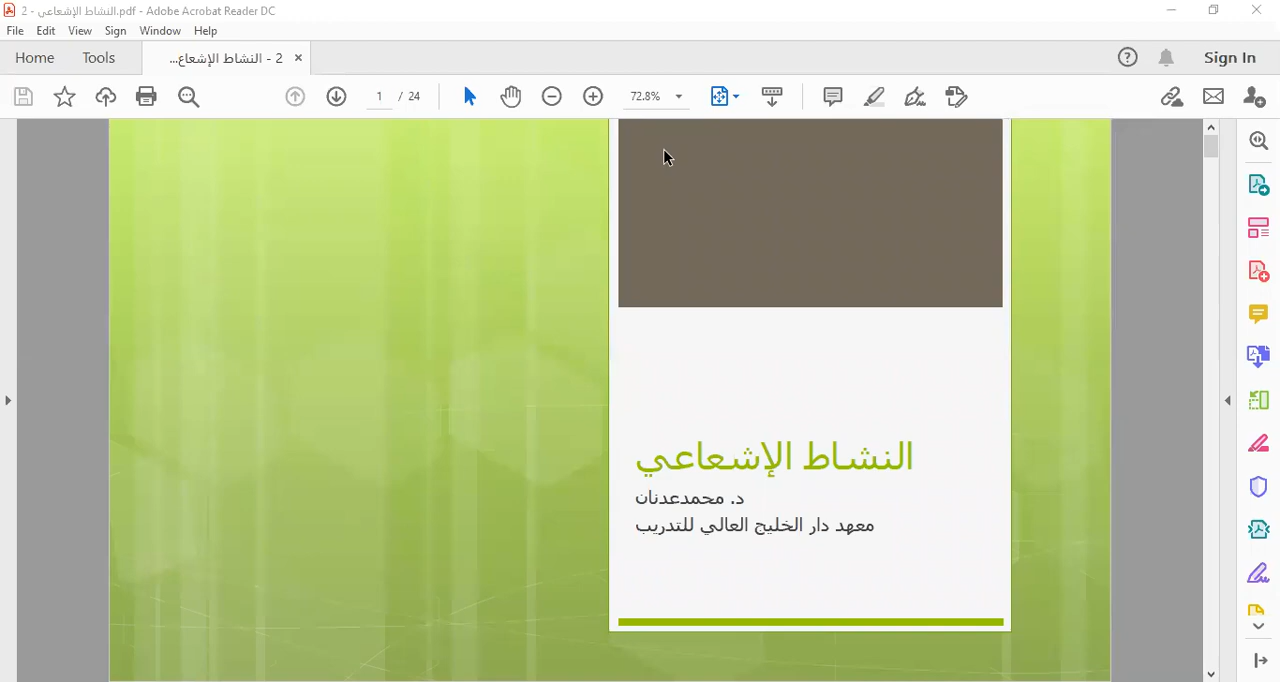 2 - النشاط الإشعاعي.pdf - Adobe Acrobat Reader DC
File Edit View Sign Window Help
Home Tools 2 - النشاط الإشعاع... × Sign In
1 / 24 72.8%
النشاط الإشعاعي
د. محمدعدنان
معهد دار الخليج العالي للتدريب